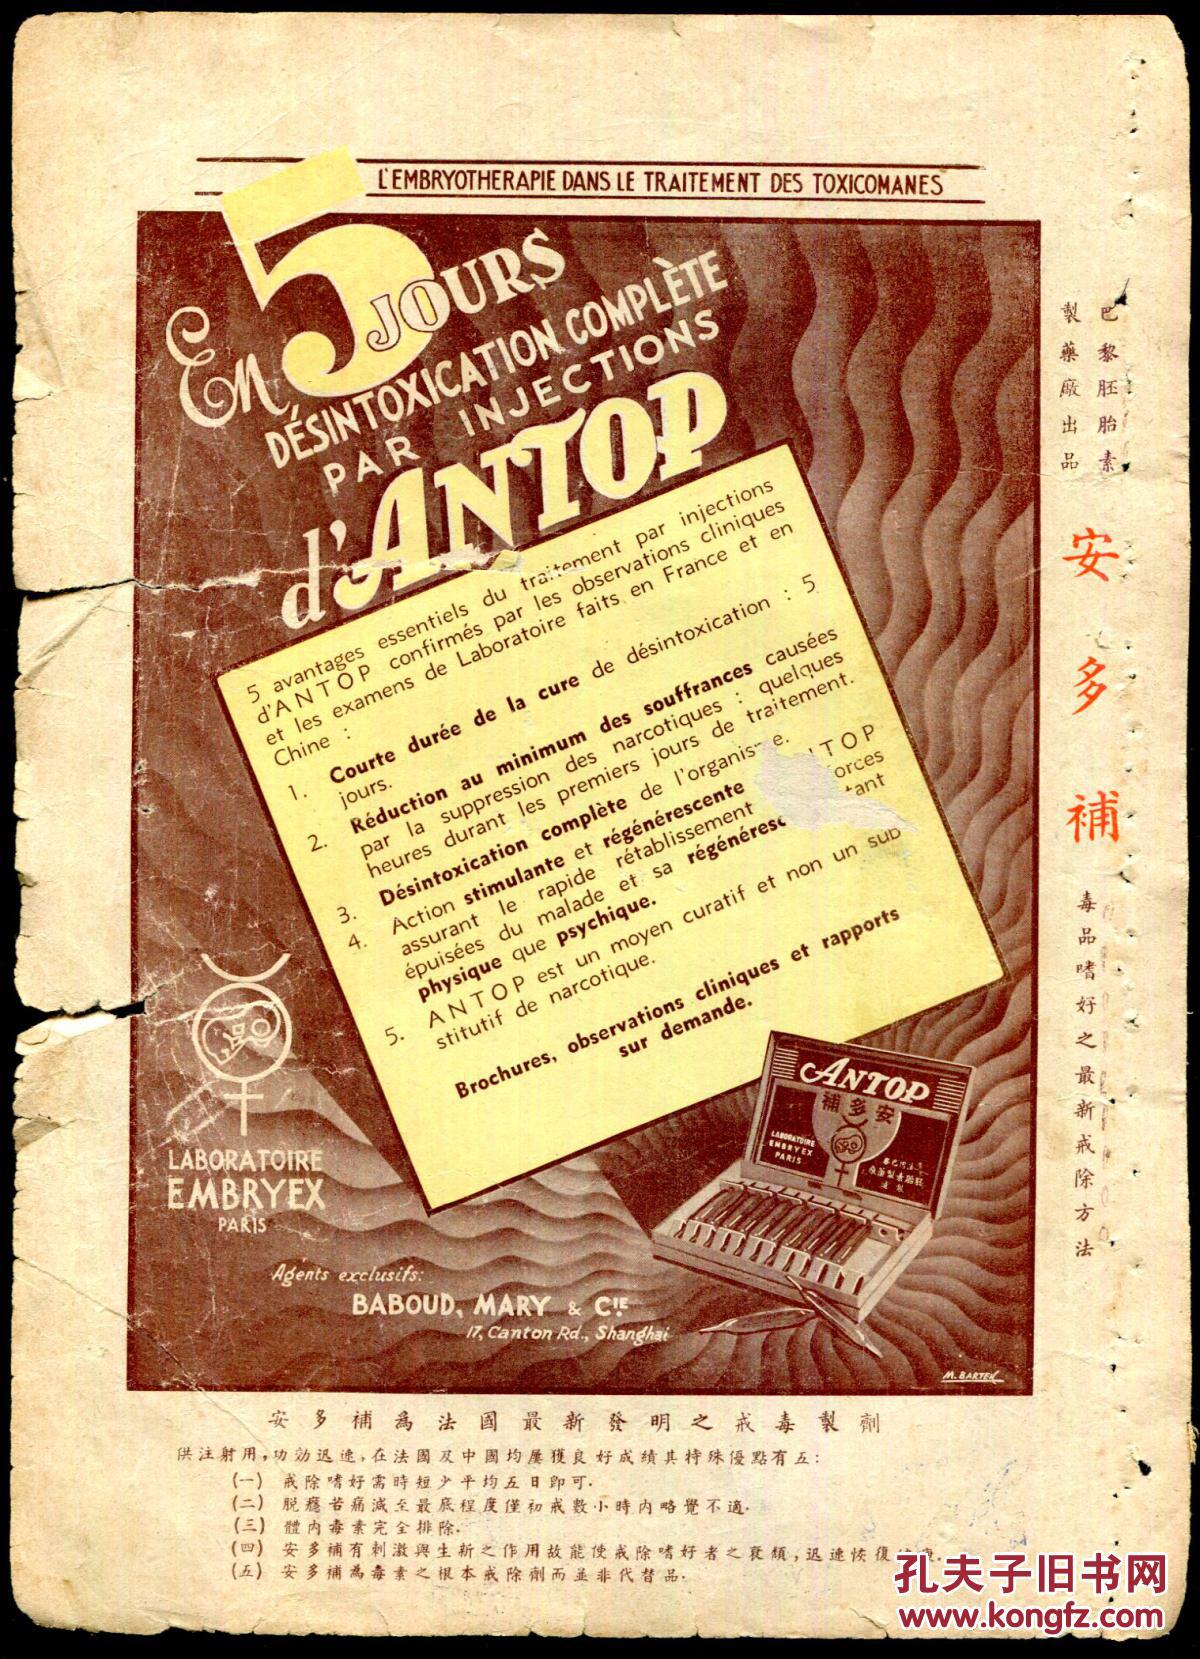 L'EMBRYOTHERAPIE DANS LE TRAITEMENT DES TOXICOMANES
En 5 JOURS
DÉSINTOXICATION COMPLÈTE
PAR INJECTIONS
d'ANTOP
5 avantages essentiels du traitement par injections
d'ANTOP confirmés par les observations cliniques
et les examens de Laboratoire faits en France et en
Chine :
1. Courte durée de la cure de désintoxication : 5
jours.
2. Réduction au minimum des souffrances causées
par la suppression des narcotiques : quelques
heures durant les premiers jours de traitement.
3. Désintoxication complète de l'organisme.
4. Action stimulante et régénérescente
assurant le rapide rétablissement
épuisées du malade et sa
physique que psychique.
5. ANTOP est un moyen curatif et non un sub
stitutif de narcotique.
Brochures, observations cliniques et rapports
sur demande.
LABORATOIRE
EMBRYEX
PARIS
Agents exclusifs:
BABOUD, MARY & CIE
17, Canton Rd., Shanghai
ANTOP
補多安
LABORATOIRE
EMBRYEX
PARIS
M. BARTEK
巴黎胚胎素
製藥廠出品
安多補
毒品嗜好之最新戒除方法
安多補為法國最新發明之戒毒製劑
供注射用,功効迅速,在法國及中國均屢獲良好成績其特殊優點有五:
(一) 戒除嗜好需時短少平均五日即可.
(二) 脫癮苦痛減至最底程度僅初戒數小時內略覺不適.
(三) 體內毒素完全排除.
(四) 安多補有刺激與生新之作用故能使戒除嗜好者之衰頹,迅速恢復
(五) 安多補為毒素之根本戒除劑而並非代替品.
孔夫子旧书网
www.kongfz.com